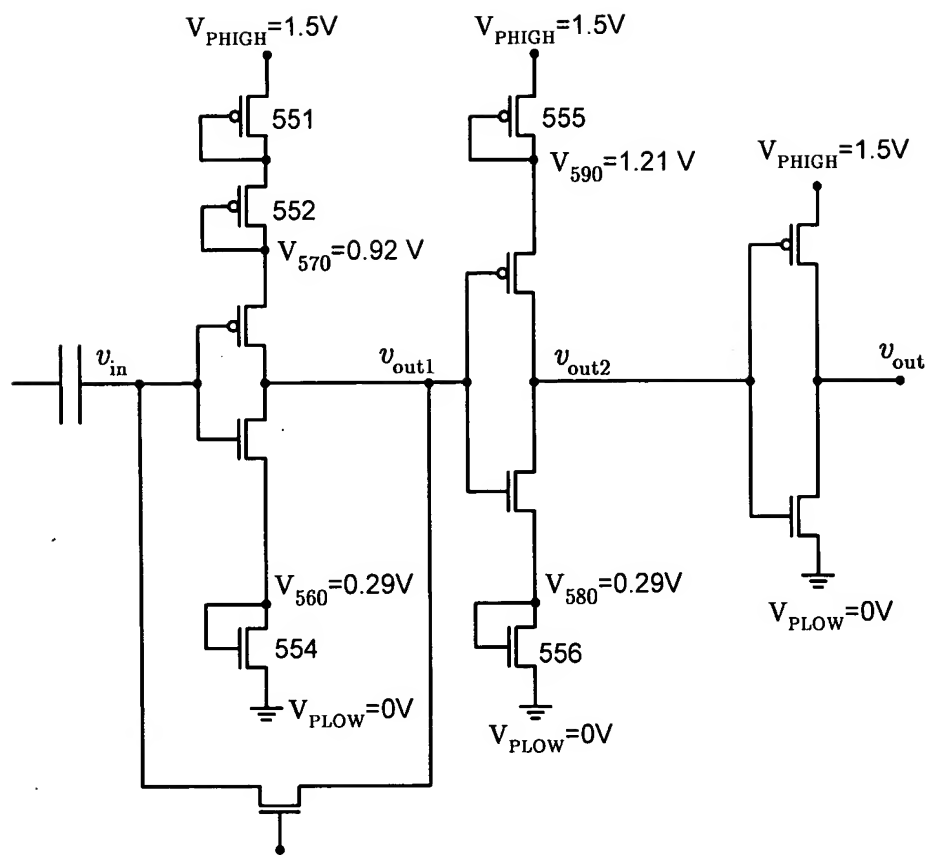 V_PHIGH=1.5V
V_PHIGH=1.5V
551
555
V_PHIGH=1.5V
V_590=1.21 V
552
V_570=0.92 V
v_in
v_out1
v_out2
v_out
V_560=0.29V
V_580=0.29V
V_PLOW=0V
554
556
V_PLOW=0V
V_PLOW=0V